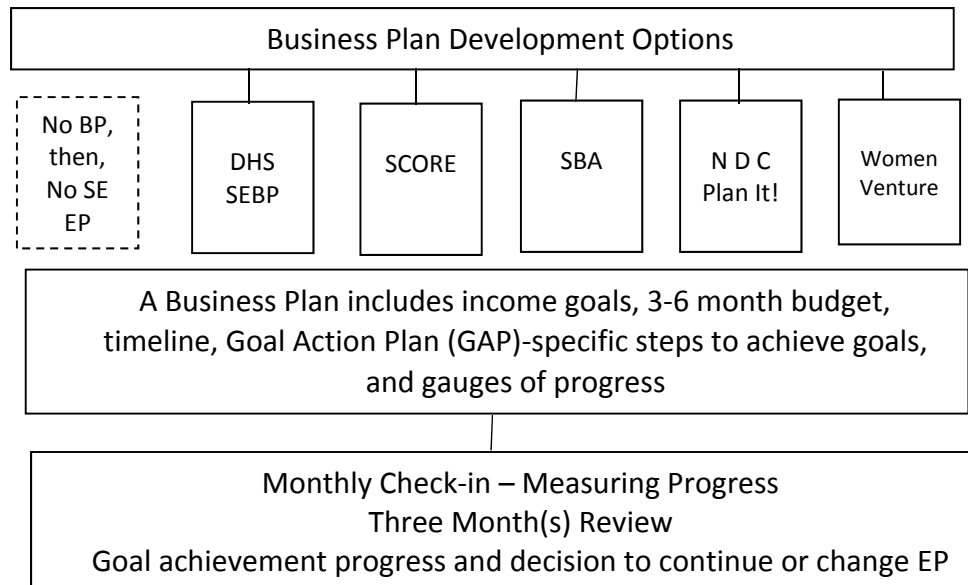 Business Plan Development Options
No BP,
then,
No SE
EP
DHS
SEBP
SCORE
SBA
N D C
Plan It!
Women
Venture
A Business Plan includes income goals, 3-6 month budget,
timeline, Goal Action Plan (GAP)-specific steps to achieve goals,
and gauges of progress
Monthly Check-in – Measuring Progress
Three Month(s) Review
Goal achievement progress and decision to continue or change EP